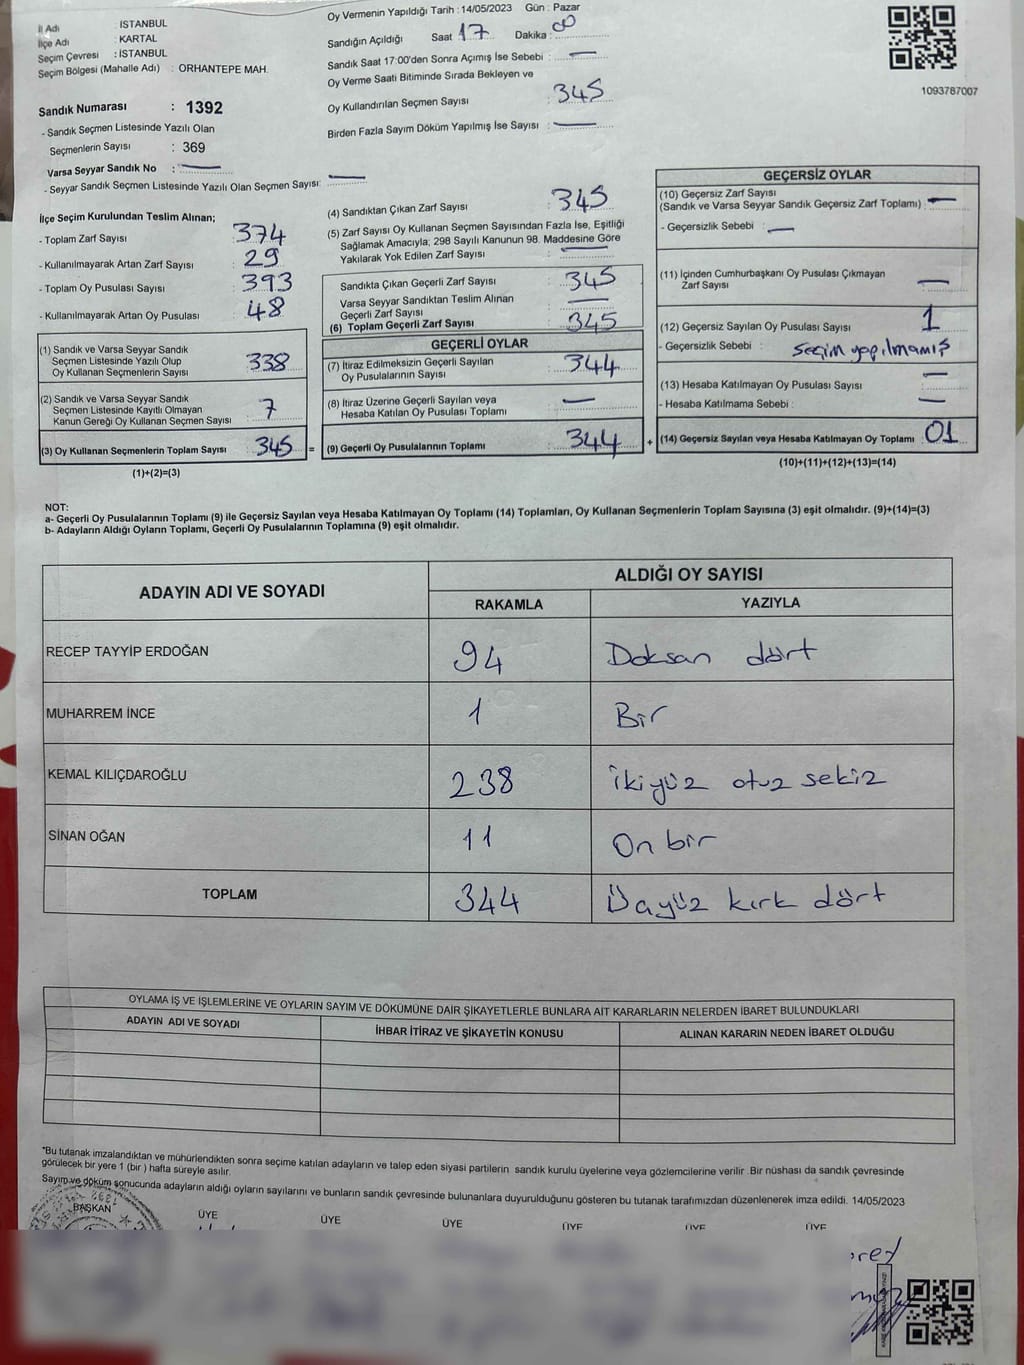 İl Adı : İSTANBUL
İlçe Adı : KARTAL
Seçim Çevresi : İSTANBUL
Seçim Bölgesi (Mahalle Adı) : ORHANTEPE MAH.
Sandık Numarası : 1392
- Sandık Seçmen Listesinde Yazılı Olan
Seçmenlerin Sayısı : 369
Varsa Seyyar Sandık No : —
- Seyyar Sandık Seçmen Listesinde Yazılı Olan Seçmen Sayısı: —
Oy Vermenin Yapıldığı Tarih : 14/05/2023 Gün : Pazar
Sandığın Açıldığı Saat 17 Dakika : 8
Sandık Saat 17:00'den Sonra Açımış İse Sebebi : —
Oy Verme Saati Bitiminde Sırada Bekleyen ve
Oy Kullandırılan Seçmen Sayısı : 345
Birden Fazla Sayım Döküm Yapılmış İse Sayısı : —
1093787007
İlçe Seçim Kurulundan Teslim Alınan;
- Toplam Zarf Sayısı : 374
- Kullanılmayarak Artan Zarf Sayısı : 29
- Toplam Oy Pusulası Sayısı : 393
- Kullanılmayarak Artan Oy Pusulası : 48
(1) Sandık ve Varsa Seyyar Sandık
Seçmen Listesinde Yazılı Olup
Oy Kullanan Seçmenlerin Sayısı : 338
(2) Sandık ve Varsa Seyyar Sandık
Seçmen Listesinde Kayıtlı Olmayan
Kanun Gereği Oy Kullanan Seçmen Sayısı : 7
(3) Oy Kullanan Seçmenlerin Toplam Sayısı : 345 =
(1)+(2)=(3)
(4) Sandıktan Çıkan Zarf Sayısı : 345
(5) Zarf Sayısı Oy Kullanan Seçmen Sayısından Fazla İse, Eşitliği
Sağlamak Amacıyla; 298 Sayılı Kanunun 98. Maddesine Göre
Yakılarak Yok Edilen Zarf Sayısı : —
Sandıkta Çıkan Geçerli Zarf Sayısı : 345
Varsa Seyyar Sandıktan Teslim Alınan
Geçerli Zarf Sayısı : —
(6) Toplam Geçerli Zarf Sayısı : 345
GEÇERLİ OYLAR
(7) İtiraz Edilmeksizin Geçerli Sayılan
Oy Pusulalarının Sayısı : 344
(8) İtiraz Üzerine Geçerli Sayılan veya
Hesaba Katılan Oy Pusulası Toplamı : —
(9) Geçerli Oy Pusulalarının Toplamı : 344 +
GEÇERSİZ OYLAR
(10) Geçersiz Zarf Sayısı
(Sandık ve Varsa Seyyar Sandık Geçersiz Zarf Toplamı) : —
- Geçersizlik Sebebi : —
(11) İçinden Cumhurbaşkanı Oy Pusulası Çıkmayan
Zarf Sayısı : —
(12) Geçersiz Sayılan Oy Pusulası Sayısı : 1
- Geçersizlik Sebebi : Seçim yapılmamış
(13) Hesaba Katılmayan Oy Pusulası Sayısı : —
- Hesaba Katılmama Sebebi : —
(14) Geçersiz Sayılan veya Hesaba Katılmayan Oy Toplamı : 01
(10)+(11)+(12)+(13)=(14)
NOT:
a- Geçerli Oy Pusulalarının Toplamı (9) ile Geçersiz Sayılan veya Hesaba Katılmayan Oy Toplamı (14) Toplamları, Oy Kullanan Seçmenlerin Toplam Sayısına (3) eşit olmalıdır. (9)+(14)=(3)
b- Adayların Aldığı Oyların Toplamı, Geçerli Oy Pusulalarının Toplamına (9) eşit olmalıdır.
ADAYIN ADI VE SOYADI ALDIĞI OY SAYISI
RAKAMLA YAZIYLA
RECEP TAYYİP ERDOĞAN 94 Doksan dört
MUHARREM İNCE 1 Bir
KEMAL KILIÇDAROĞLU 238 ikiyüz otuz sekiz
SİNAN OĞAN 11 On bir
TOPLAM 344 Üçyüz kırk dört
OYLAMA İŞ VE İŞLEMLERİNE VE OYLARIN SAYIM VE DÖKÜMÜNE DAİR ŞİKAYETLERLE BUNLARA AİT KARARLARIN NELERDEN İBARET BULUNDUKLARI
ADAYIN ADI VE SOYADI İHBAR İTİRAZ VE ŞİKAYETİN KONUSU ALINAN KARARIN NEDEN İBARET OLDUĞU
*Bu tutanak imzalandıktan ve mühürlendikten sonra seçime katılan adayların ve talep eden siyasi partilerin sandık kurulu üyelerine veya gözlemcilerine verilir .Bir nüshası da sandık çevresinde
görülecek bir yere 1 (bir ) hafta süreyle asılır.
Sayım ve döküm sonucunda adayların aldığı oyların sayılarını ve bunların sandık çevresinde bulunanlara duyurulduğunu gösteren bu tutanak tarafımızdan düzenlenerek imza edildi. 14/05/2023
BAŞKAN ÜYE ÜYE ÜYE ÜYE ÜYE ÜYE